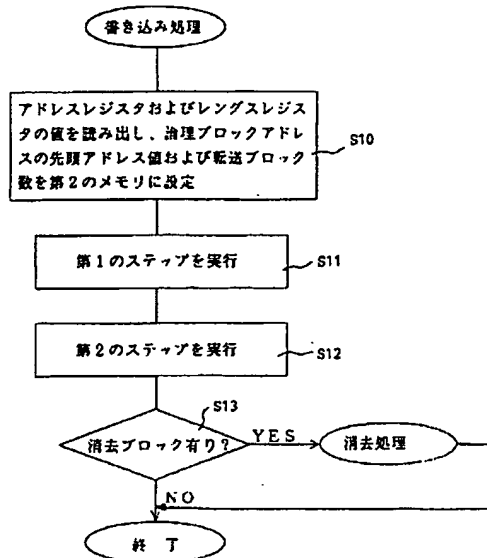 書き込み処理
アドレスレジスタおよびレングスレジス
タの値を読み出し、論理ブロックアドレ
スの先頭アドレス値および転送ブロック
数を第2のメモリに設定
S10
第1のステップを実行
S11
第2のステップを実行
S12
S13
消去ブロック有り?
YES
消去処理
NO
終了